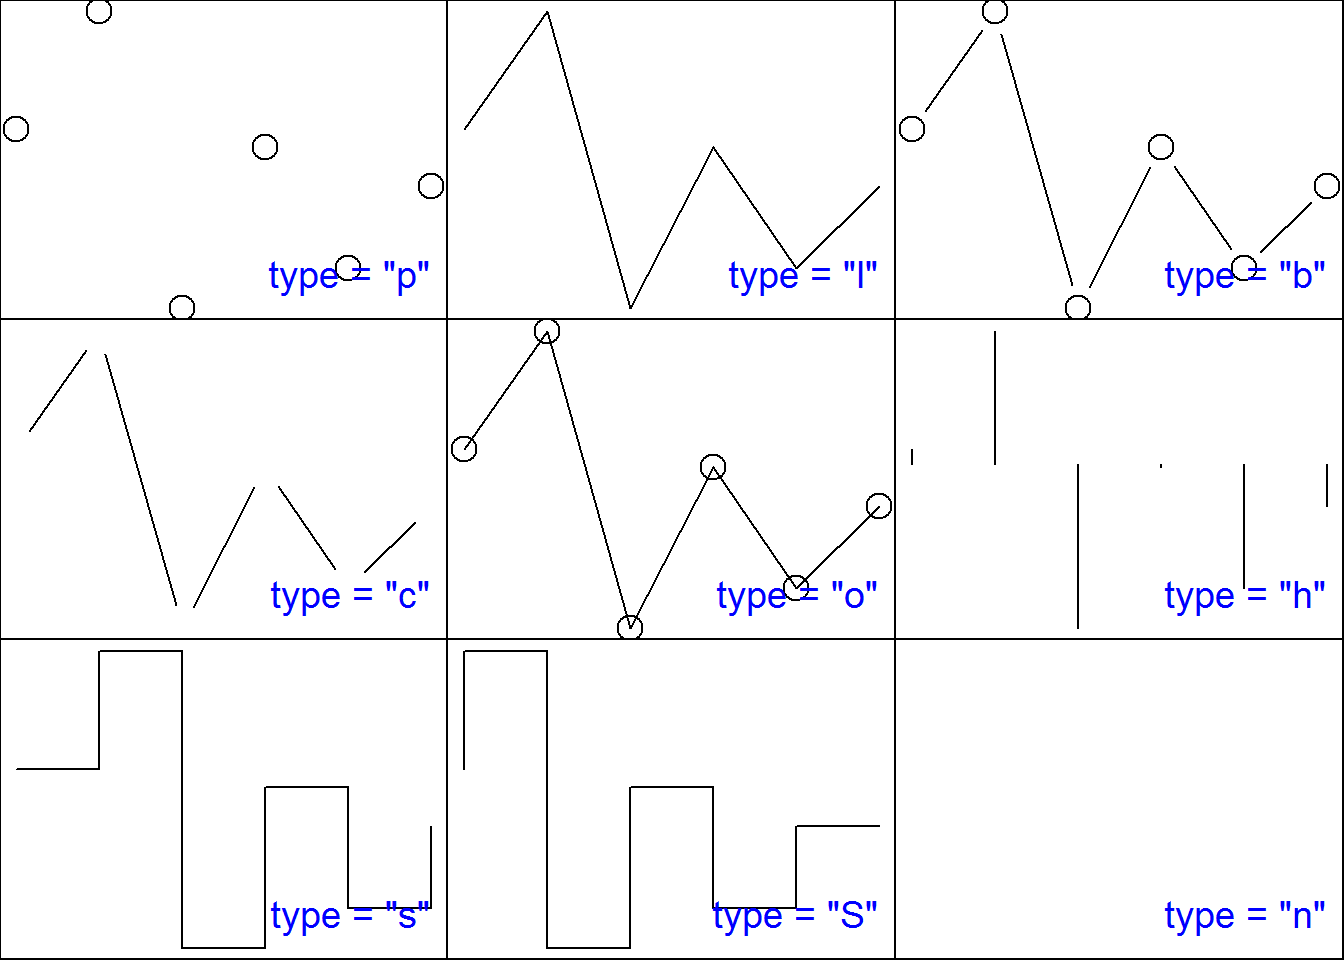 type = "p"
type = "l"
type = "b"
type = "c"
type = "o"
type = "h"
type = "s"
type = "S"
type = "n"